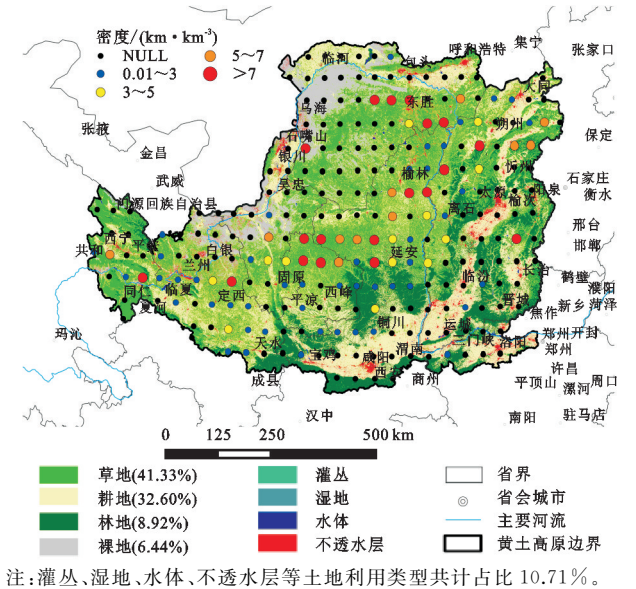 密度/(km·km⁻³)
NULL
0.01~3
3~5
5~7
>7
集宁
呼和浩特
张家口
临河
包头
大同
乌海
东胜
朔州
张掖
石嘴山
保定
金昌
银川
忻州
武威
吴忠
榆林
太原
阳泉
石家庄
榆次
衡水
门源回族自治县
离石
邢台
西宁
平安
共和
白银
延安
邯郸
兰州
固原
临汾
长治
鹤壁
同仁
临夏
定西
平凉
西峰
濮阳
夏河
晋城
新乡
菏泽
焦作
玛沁
铜川
运城
郑州
开封
天水
渭南
三门峡
洛阳
郑州
宝鸡
咸阳
西安
许昌
成县
商州
平顶山
周口
漯河
汉中
南阳
驻马店
0 125 250 500 km
草地(41.33%)
灌丛
省界
耕地(32.60%)
湿地
省会城市
林地(8.92%)
水体
主要河流
裸地(6.44%)
不透水层
黄土高原边界
注:灌丛、湿地、水体、不透水层等土地利用类型共计占比 10.71%。